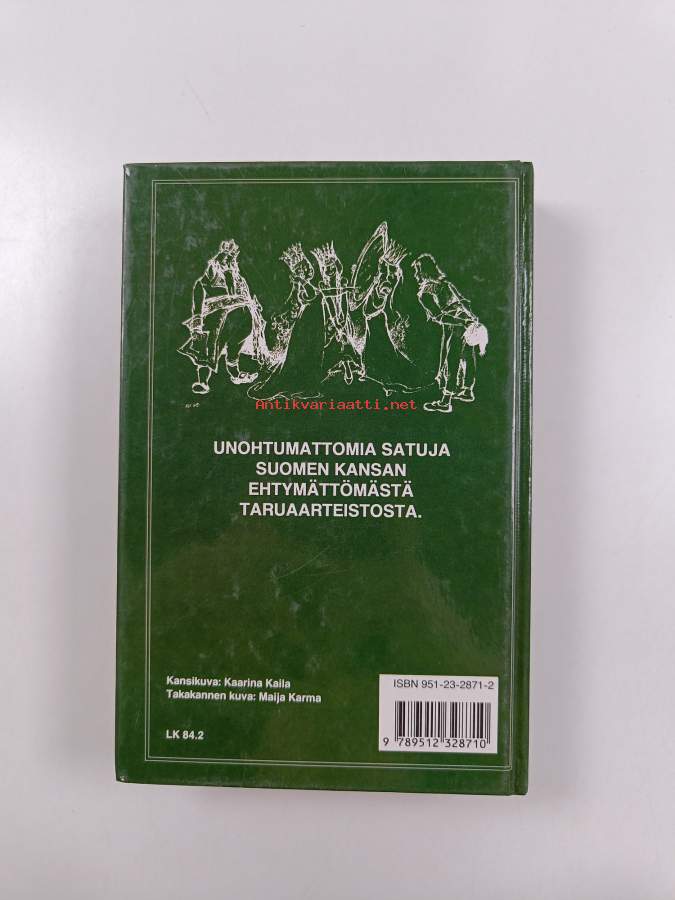 Antikvariaatti.net
UNOHTUMATTOMIA SATUJA
SUOMEN KANSAN
EHTYMÄTTÖMÄSTÄ
TARUAARTEISTOSTA.
Kansikuva: Kaarina Kaila
Takakannen kuva: Maija Karma
LK 84.2
ISBN 951-23-2871-2
9 789512 328710